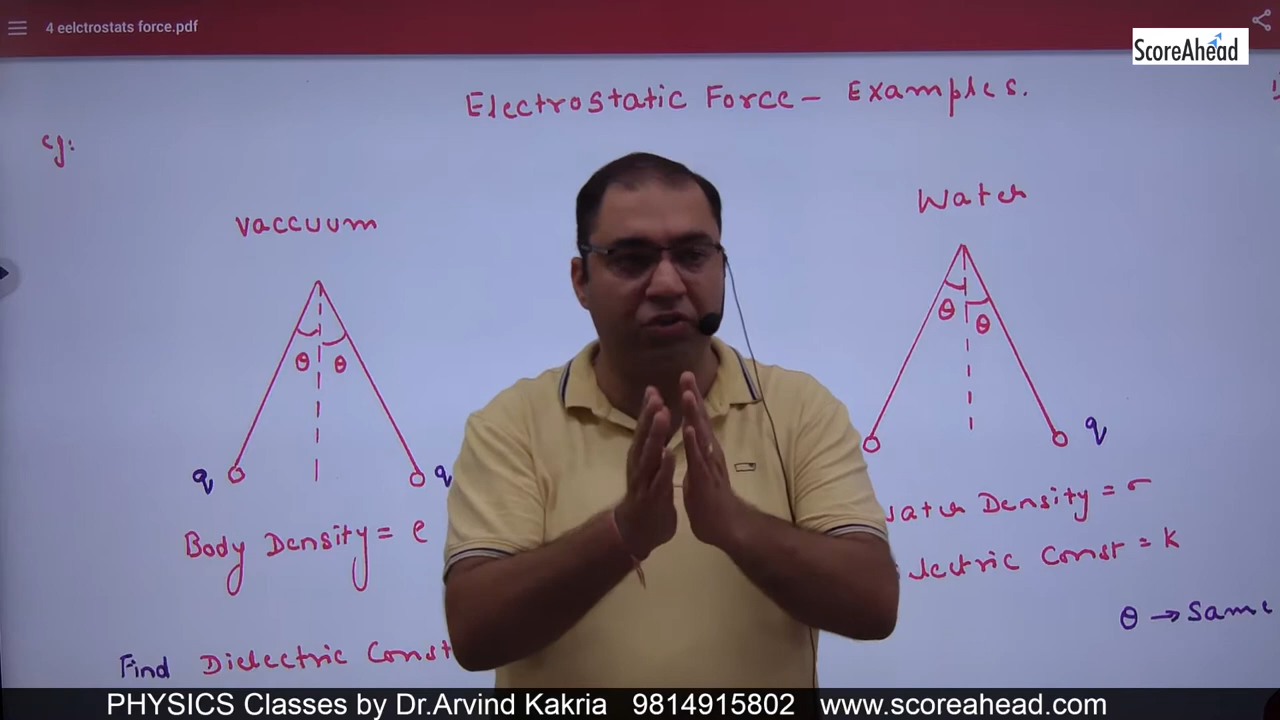 4 eelctrostats force.pdf
ScoreAhead
Electrostatic Force - Examples.
eg:
Vaccuum
Water
θ θ
θ θ
q q
q
Body Density = ρ
Water Density = σ
Dielectric Const = K
θ → Same
Find Dielectric Const
PHYSICS Classes by Dr.Arvind Kakria 9814915802 www.scoreahead.com